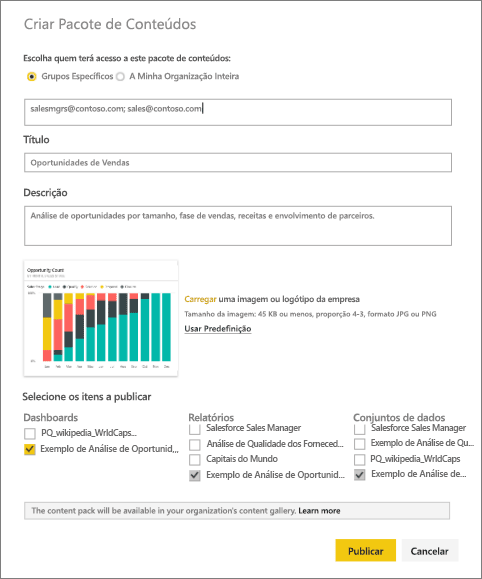 Criar Pacote de Conteúdos
Escolha quem terá acesso a este pacote de conteúdos:
Grupos Específicos A Minha Organização Inteira
salesmgrs@contoso.com; sales@contoso.com
Título
Oportunidades de Vendas
Descrição
Análise de oportunidades por tamanho, fase de vendas, receitas e envolvimento de parceiros.
Opportunity Count
100%
0%
Carregar uma imagem ou logótipo da empresa
Tamanho da imagem: 45 KB ou menos, proporção 4-3, formato JPG ou PNG
Usar Predefinição
Selecione os itens a publicar
Dashboards
PQ_wikipedia_WrldCaps...
Exemplo de Análise de Oportunid...
Relatórios
Salesforce Sales Manager
Análise de Qualidade dos Forneced...
Capitais do Mundo
Exemplo de Análise de Oportunid...
Conjuntos de dados
Salesforce Sales Manager
Exemplo de Análise de Qu...
PQ_wikipedia_WrldCaps
Exemplo de Análise de...
The content pack will be available in your organization's content gallery. Learn more
Publicar Cancelar